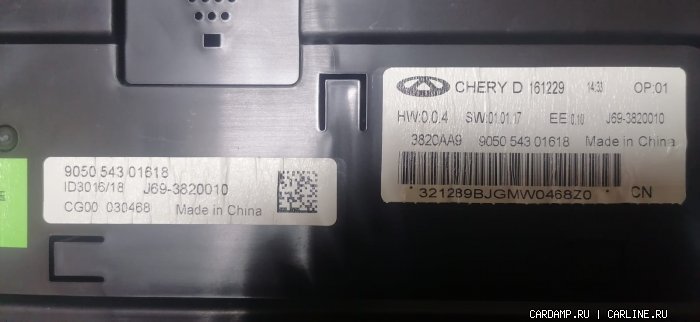 9050 543 01618
ID3016/18 J69-3820010
CG00 030468 Made in China
CHERY D 161229 14:33 OP:01
HW:0.0.4 SW:01.01.17 EE:0.10 J69-3820010
3820AA9 9050 543 01618 Made in China
*321289BJGMW0468Z0* CN
CARDAMP.RU | CARLINE.RU